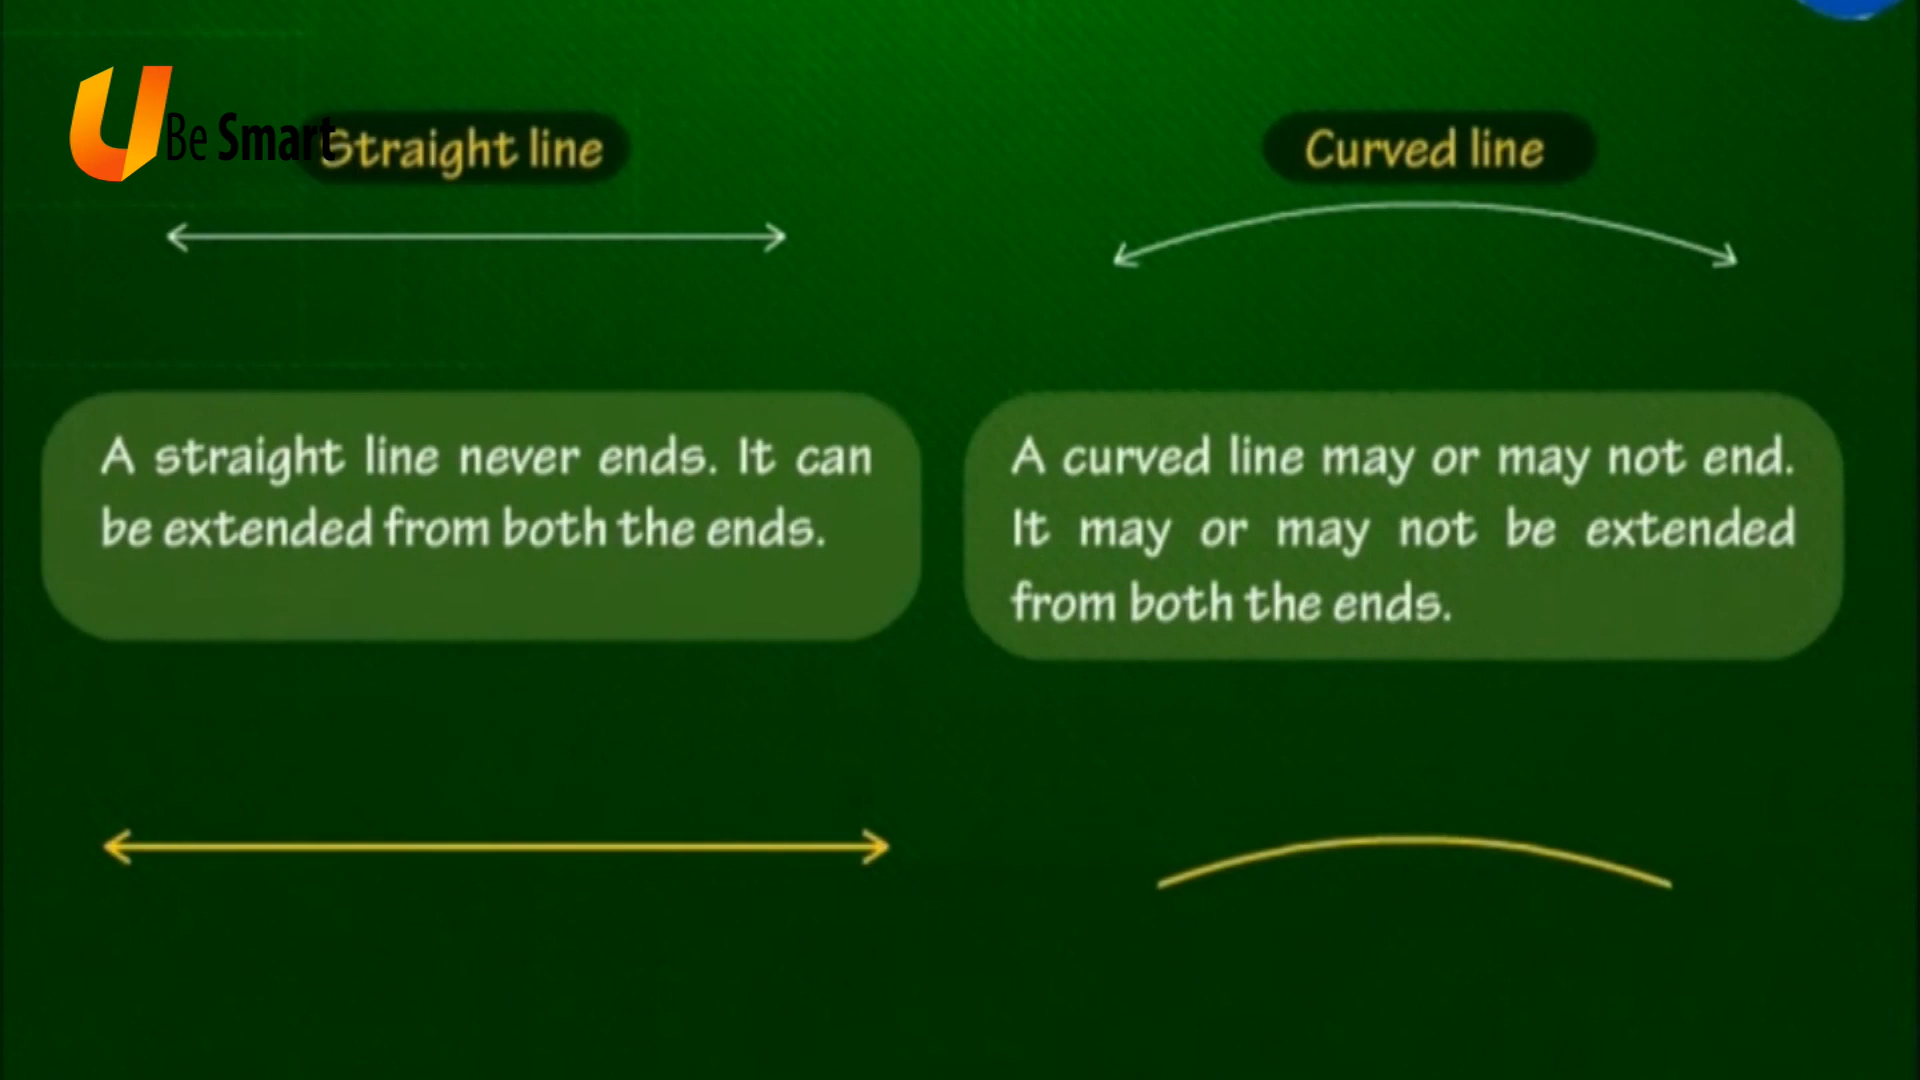 U Be Smart
Straight line
Curved line
A straight line never ends. It can
be extended from both the ends.
A curved line may or may not end.
It may or may not be extended
from both the ends.